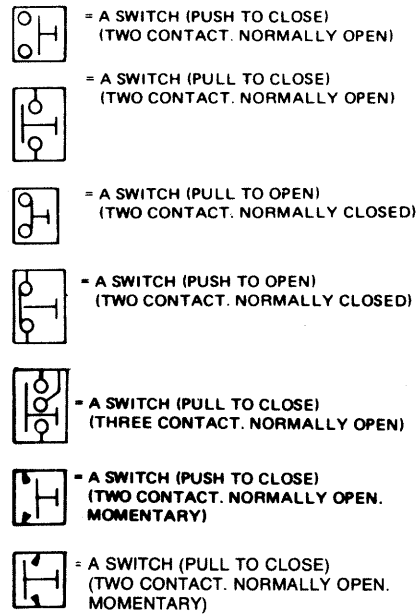 = A SWITCH (PUSH TO CLOSE)
(TWO CONTACT. NORMALLY OPEN)
= A SWITCH (PULL TO CLOSE)
(TWO CONTACT. NORMALLY OPEN)
= A SWITCH (PULL TO OPEN)
(TWO CONTACT. NORMALLY CLOSED)
= A SWITCH (PUSH TO OPEN)
(TWO CONTACT. NORMALLY CLOSED)
= A SWITCH (PULL TO CLOSE)
(THREE CONTACT. NORMALLY OPEN)
= A SWITCH (PUSH TO CLOSE)
(TWO CONTACT. NORMALLY OPEN.
MOMENTARY)
= A SWITCH (PULL TO CLOSE)
(TWO CONTACT. NORMALLY OPEN.
MOMENTARY)